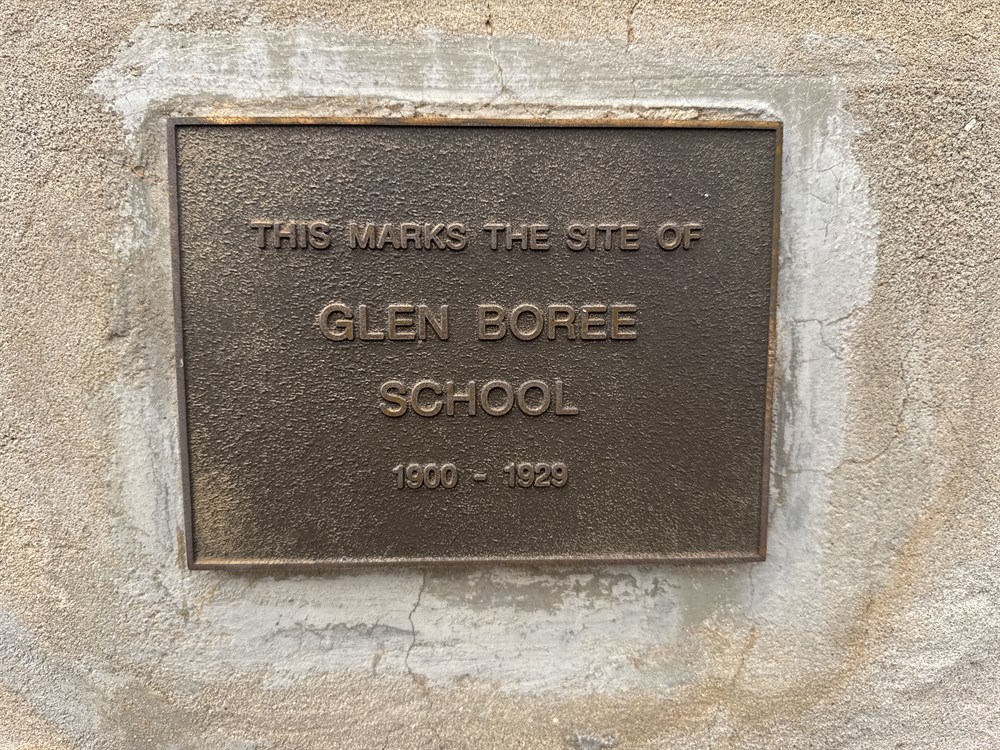 THIS MARKS THE SITE OF
GLEN BOREE
SCHOOL
1900 - 1929